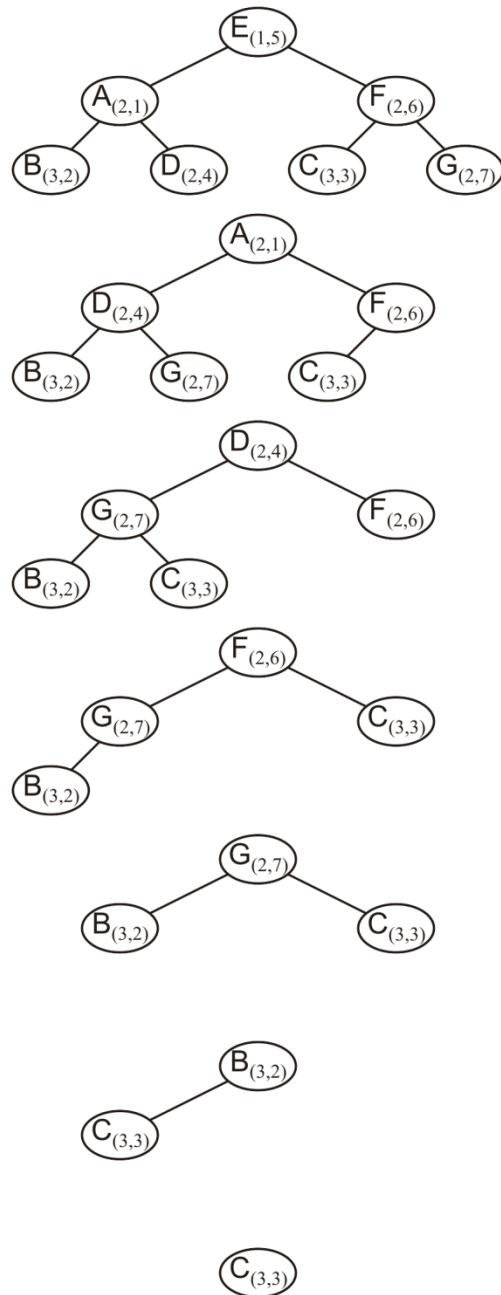 E(1,5)
A(2,1) F(2,6)
B(3,2) D(2,4) C(3,3) G(2,7)
A(2,1)
D(2,4) F(2,6)
B(3,2) G(2,7) C(3,3)
D(2,4)
G(2,7) F(2,6)
B(3,2) C(3,3)
F(2,6)
G(2,7) C(3,3)
B(3,2)
G(2,7)
B(3,2) C(3,3)
B(3,2)
C(3,3)
C(3,3)